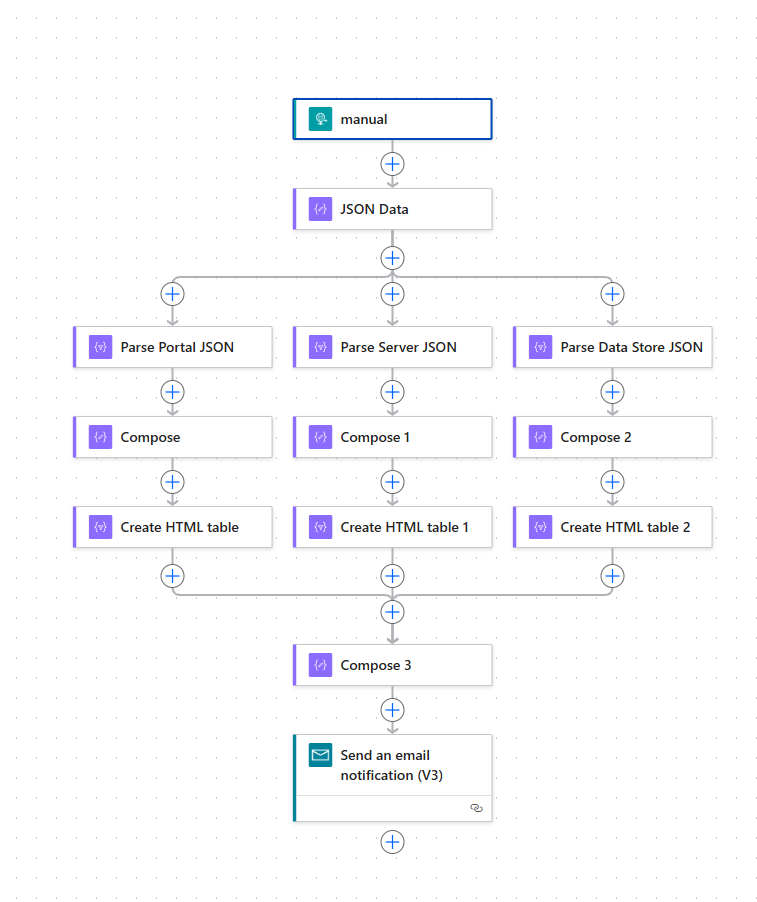 manual
JSON Data
Parse Portal JSON
Parse Server JSON
Parse Data Store JSON
Compose
Compose 1
Compose 2
Create HTML table
Create HTML table 1
Create HTML table 2
Compose 3
Send an email
notification (V3)